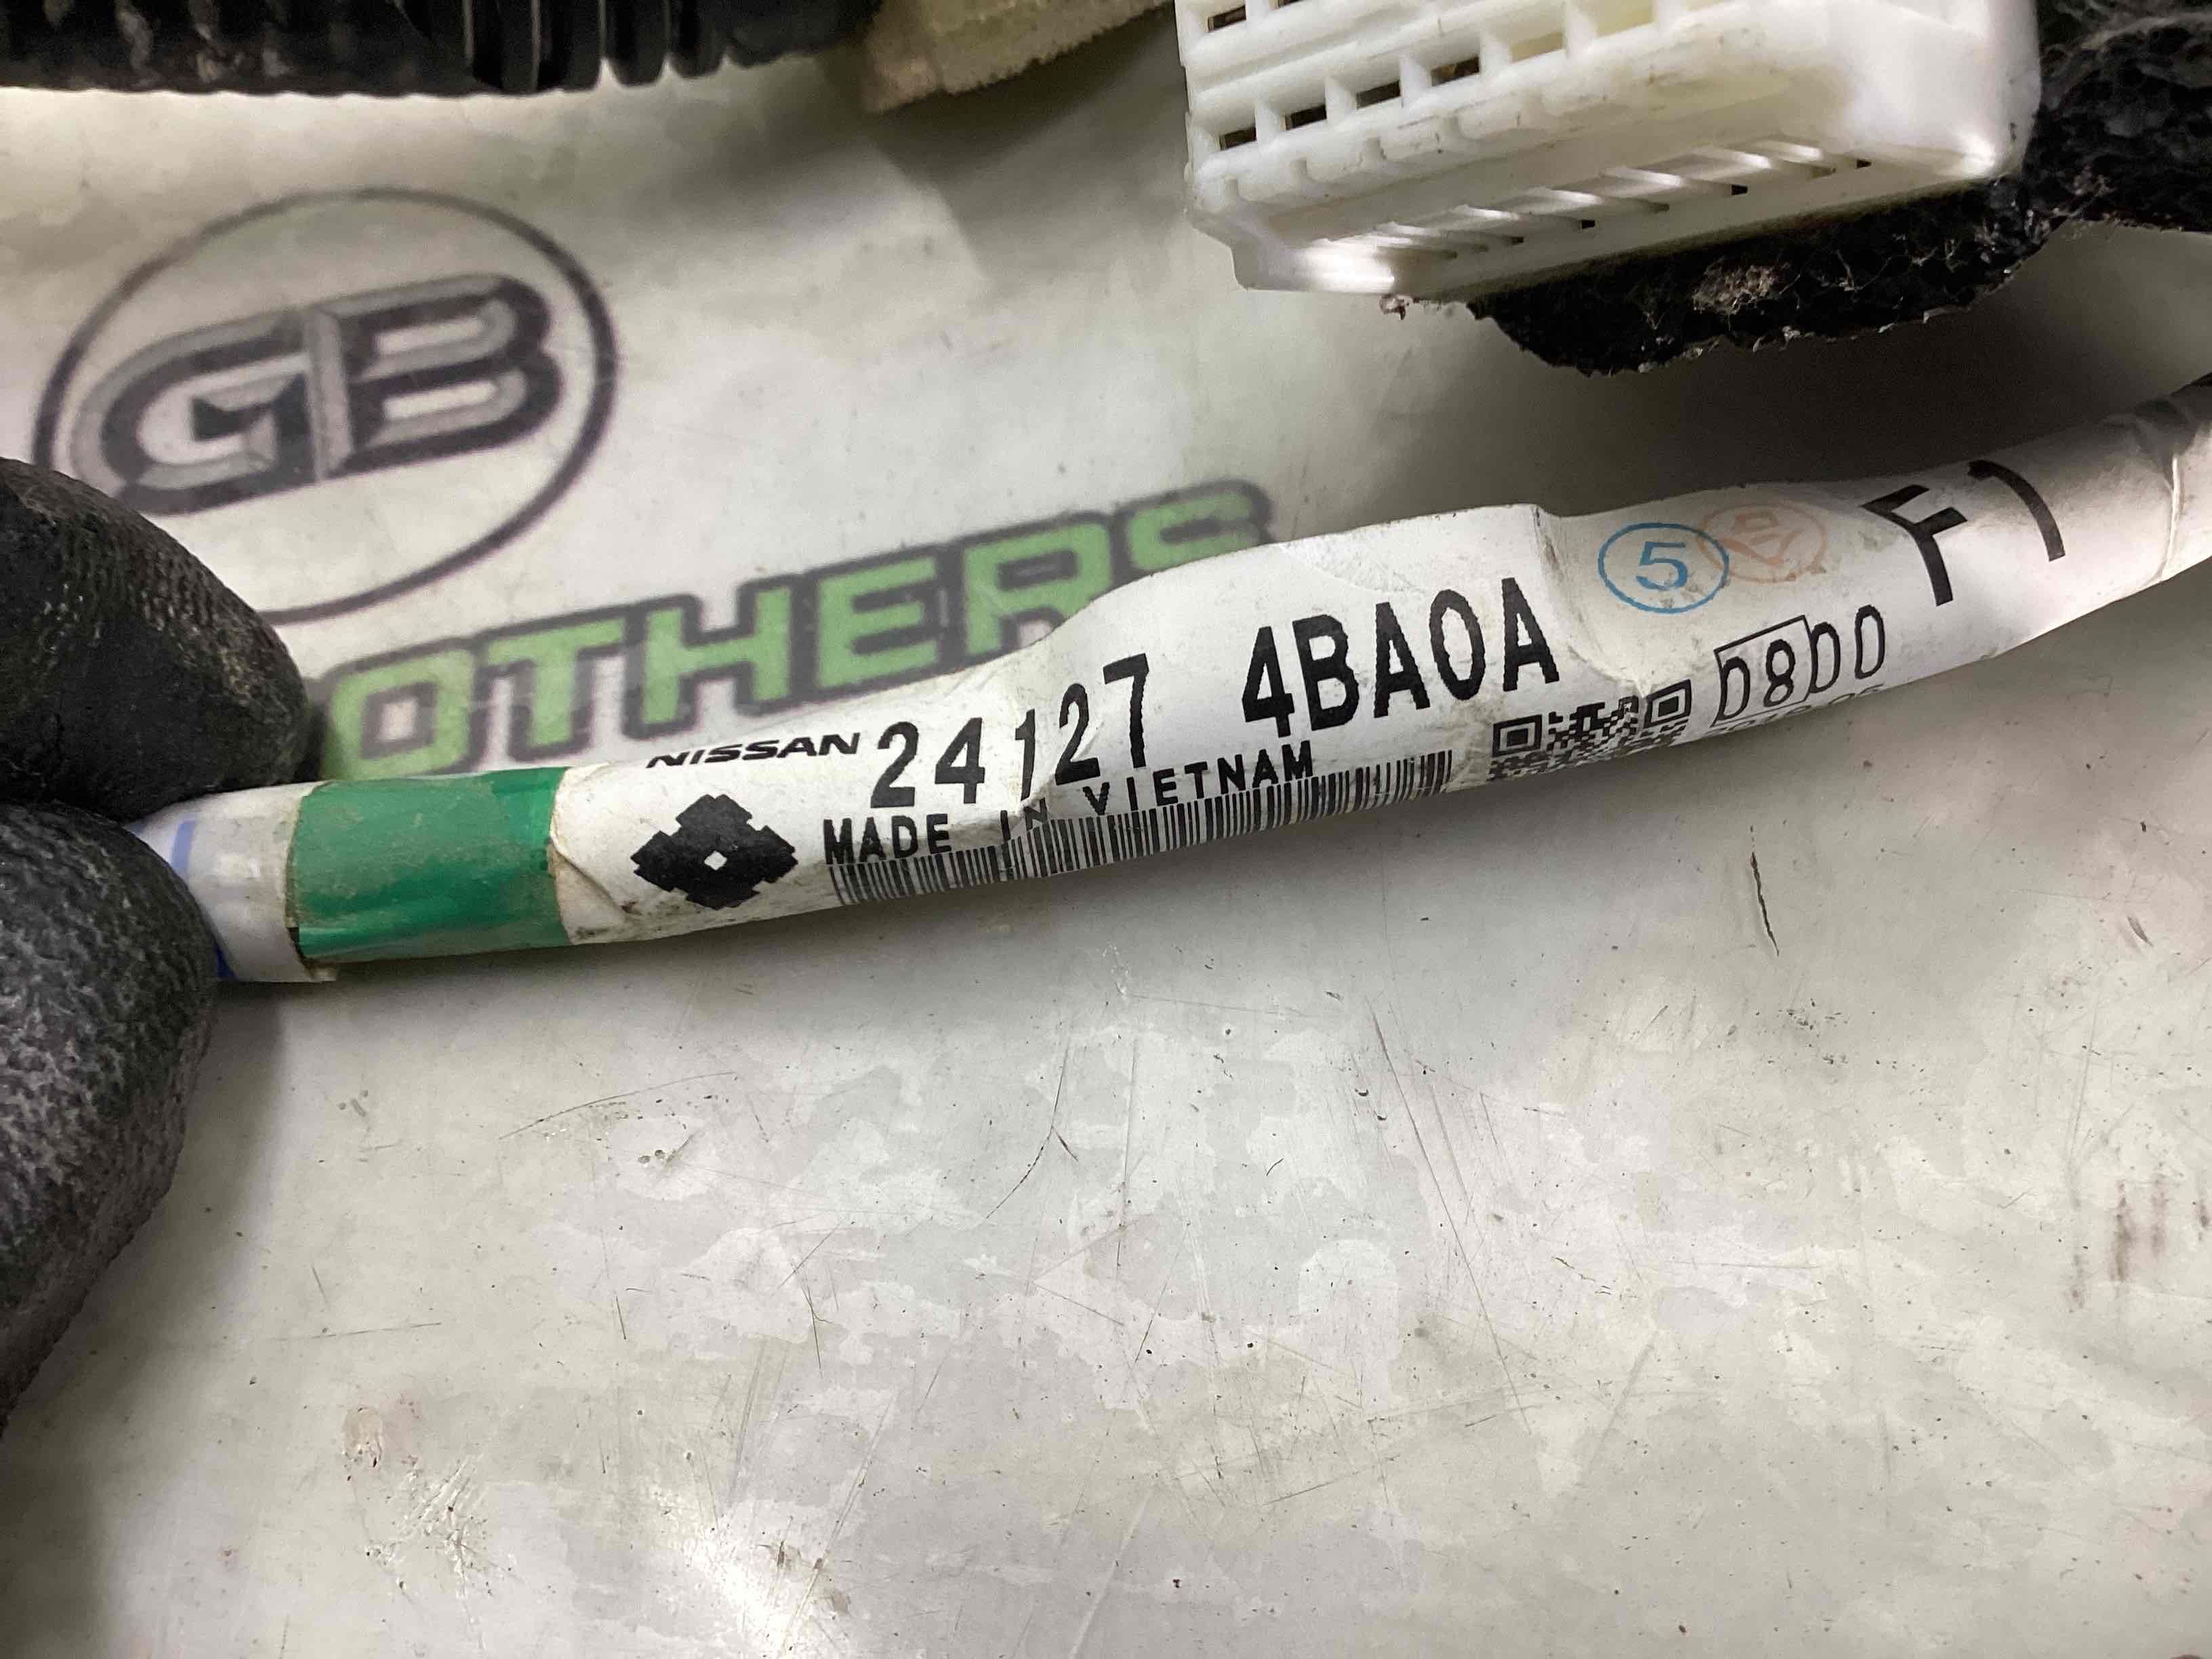 GB
OTHERS
NISSAN 24127 4BA0A
MADE IN VIETNAM
5
0800
F1